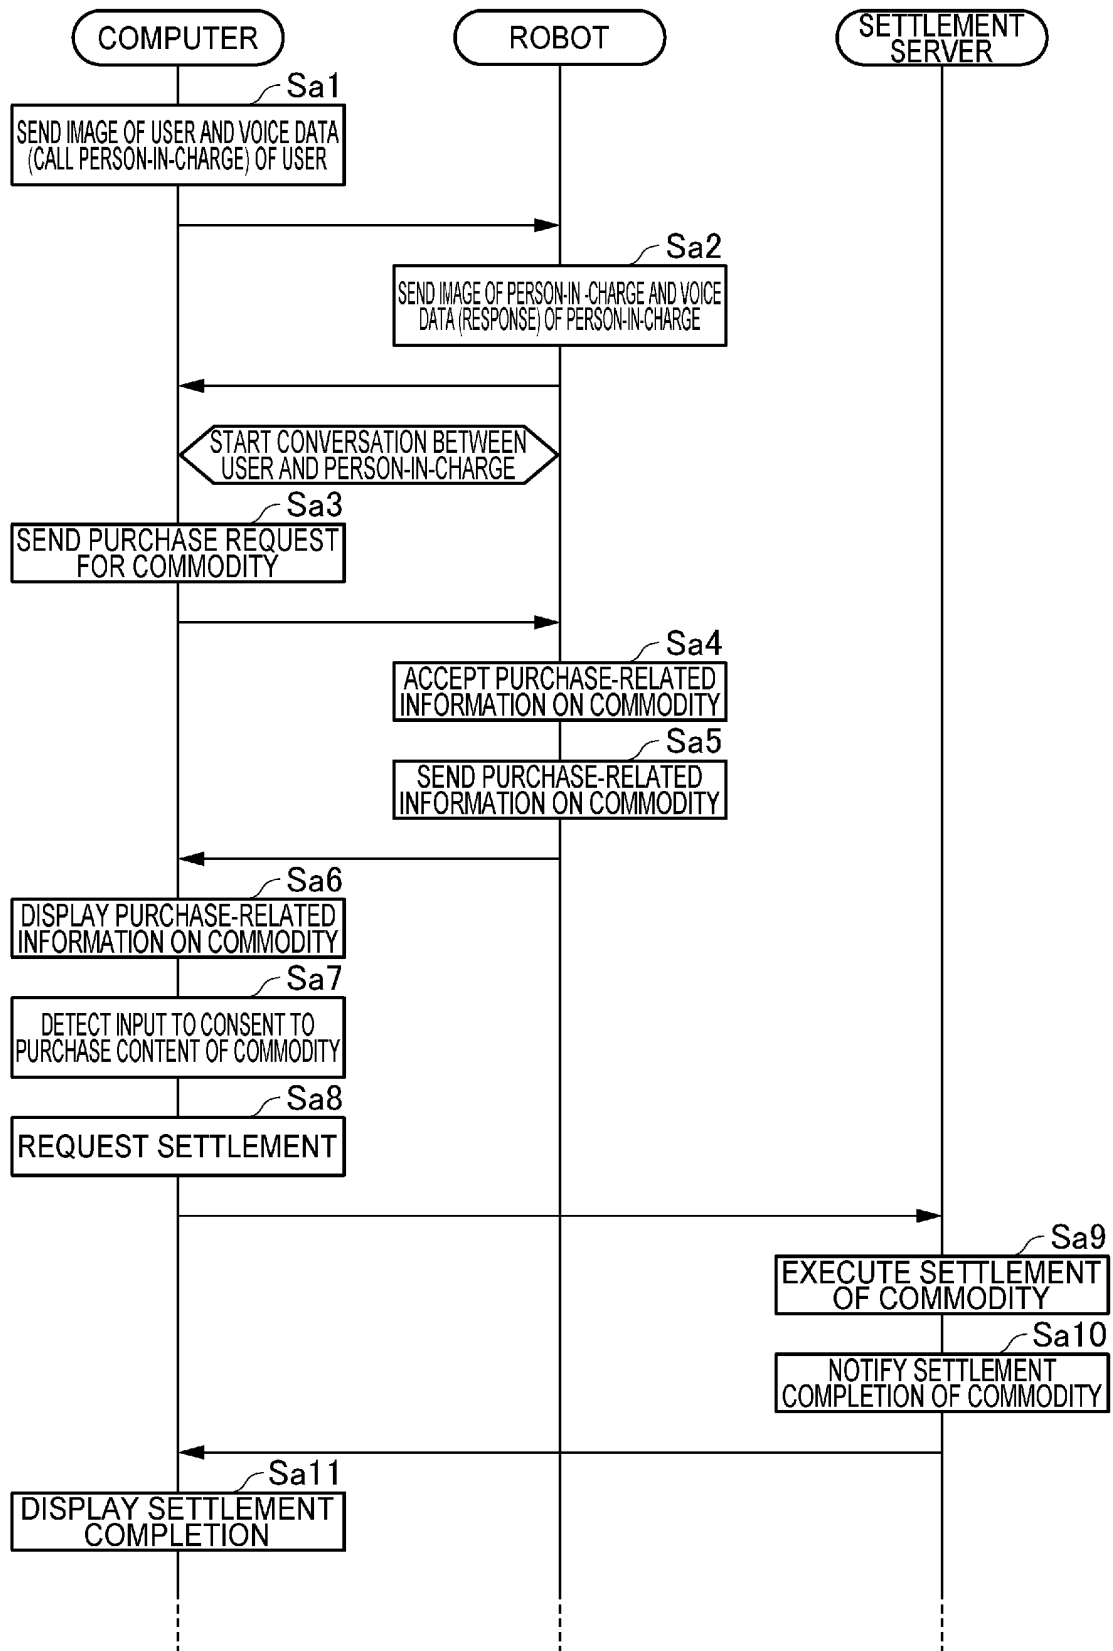 COMPUTER
ROBOT
SETTLEMENT
SERVER
Sa1
SEND IMAGE OF USER AND VOICE DATA
(CALL PERSON-IN-CHARGE) OF USER
Sa2
SEND IMAGE OF PERSON-IN -CHARGE AND VOICE
DATA (RESPONSE) OF PERSON-IN-CHARGE
START CONVERSATION BETWEEN
USER AND PERSON-IN-CHARGE
Sa3
SEND PURCHASE REQUEST
FOR COMMODITY
Sa4
ACCEPT PURCHASE-RELATED
INFORMATION ON COMMODITY
Sa5
SEND PURCHASE-RELATED
INFORMATION ON COMMODITY
Sa6
DISPLAY PURCHASE-RELATED
INFORMATION ON COMMODITY
Sa7
DETECT INPUT TO CONSENT TO
PURCHASE CONTENT OF COMMODITY
Sa8
REQUEST SETTLEMENT
Sa9
EXECUTE SETTLEMENT
OF COMMODITY
Sa10
NOTIFY SETTLEMENT
COMPLETION OF COMMODITY
Sa11
DISPLAY SETTLEMENT
COMPLETION